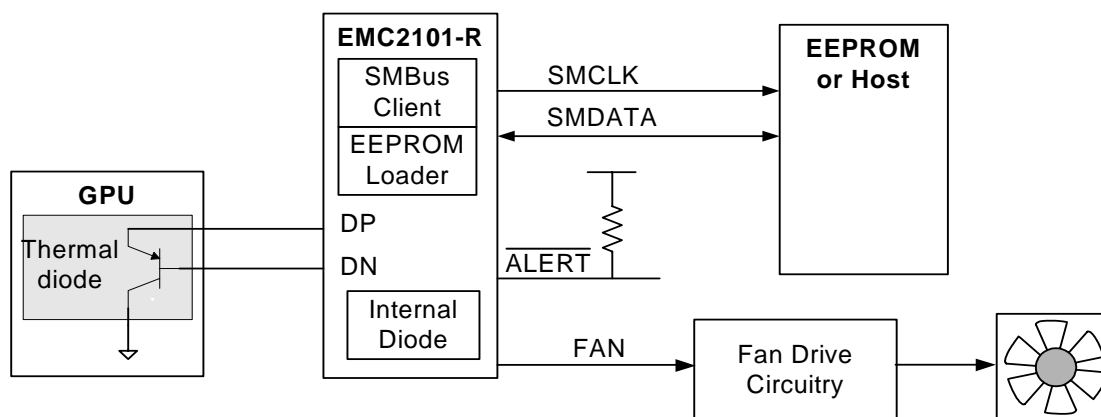 EMC2101-R
SMBus
Client
EEPROM
Loader
DP
DN
Internal
Diode
GPU
Thermal
diode
SMCLK
SMDATA
ALERT
FAN
EEPROM
or Host
Fan Drive
Circuitry